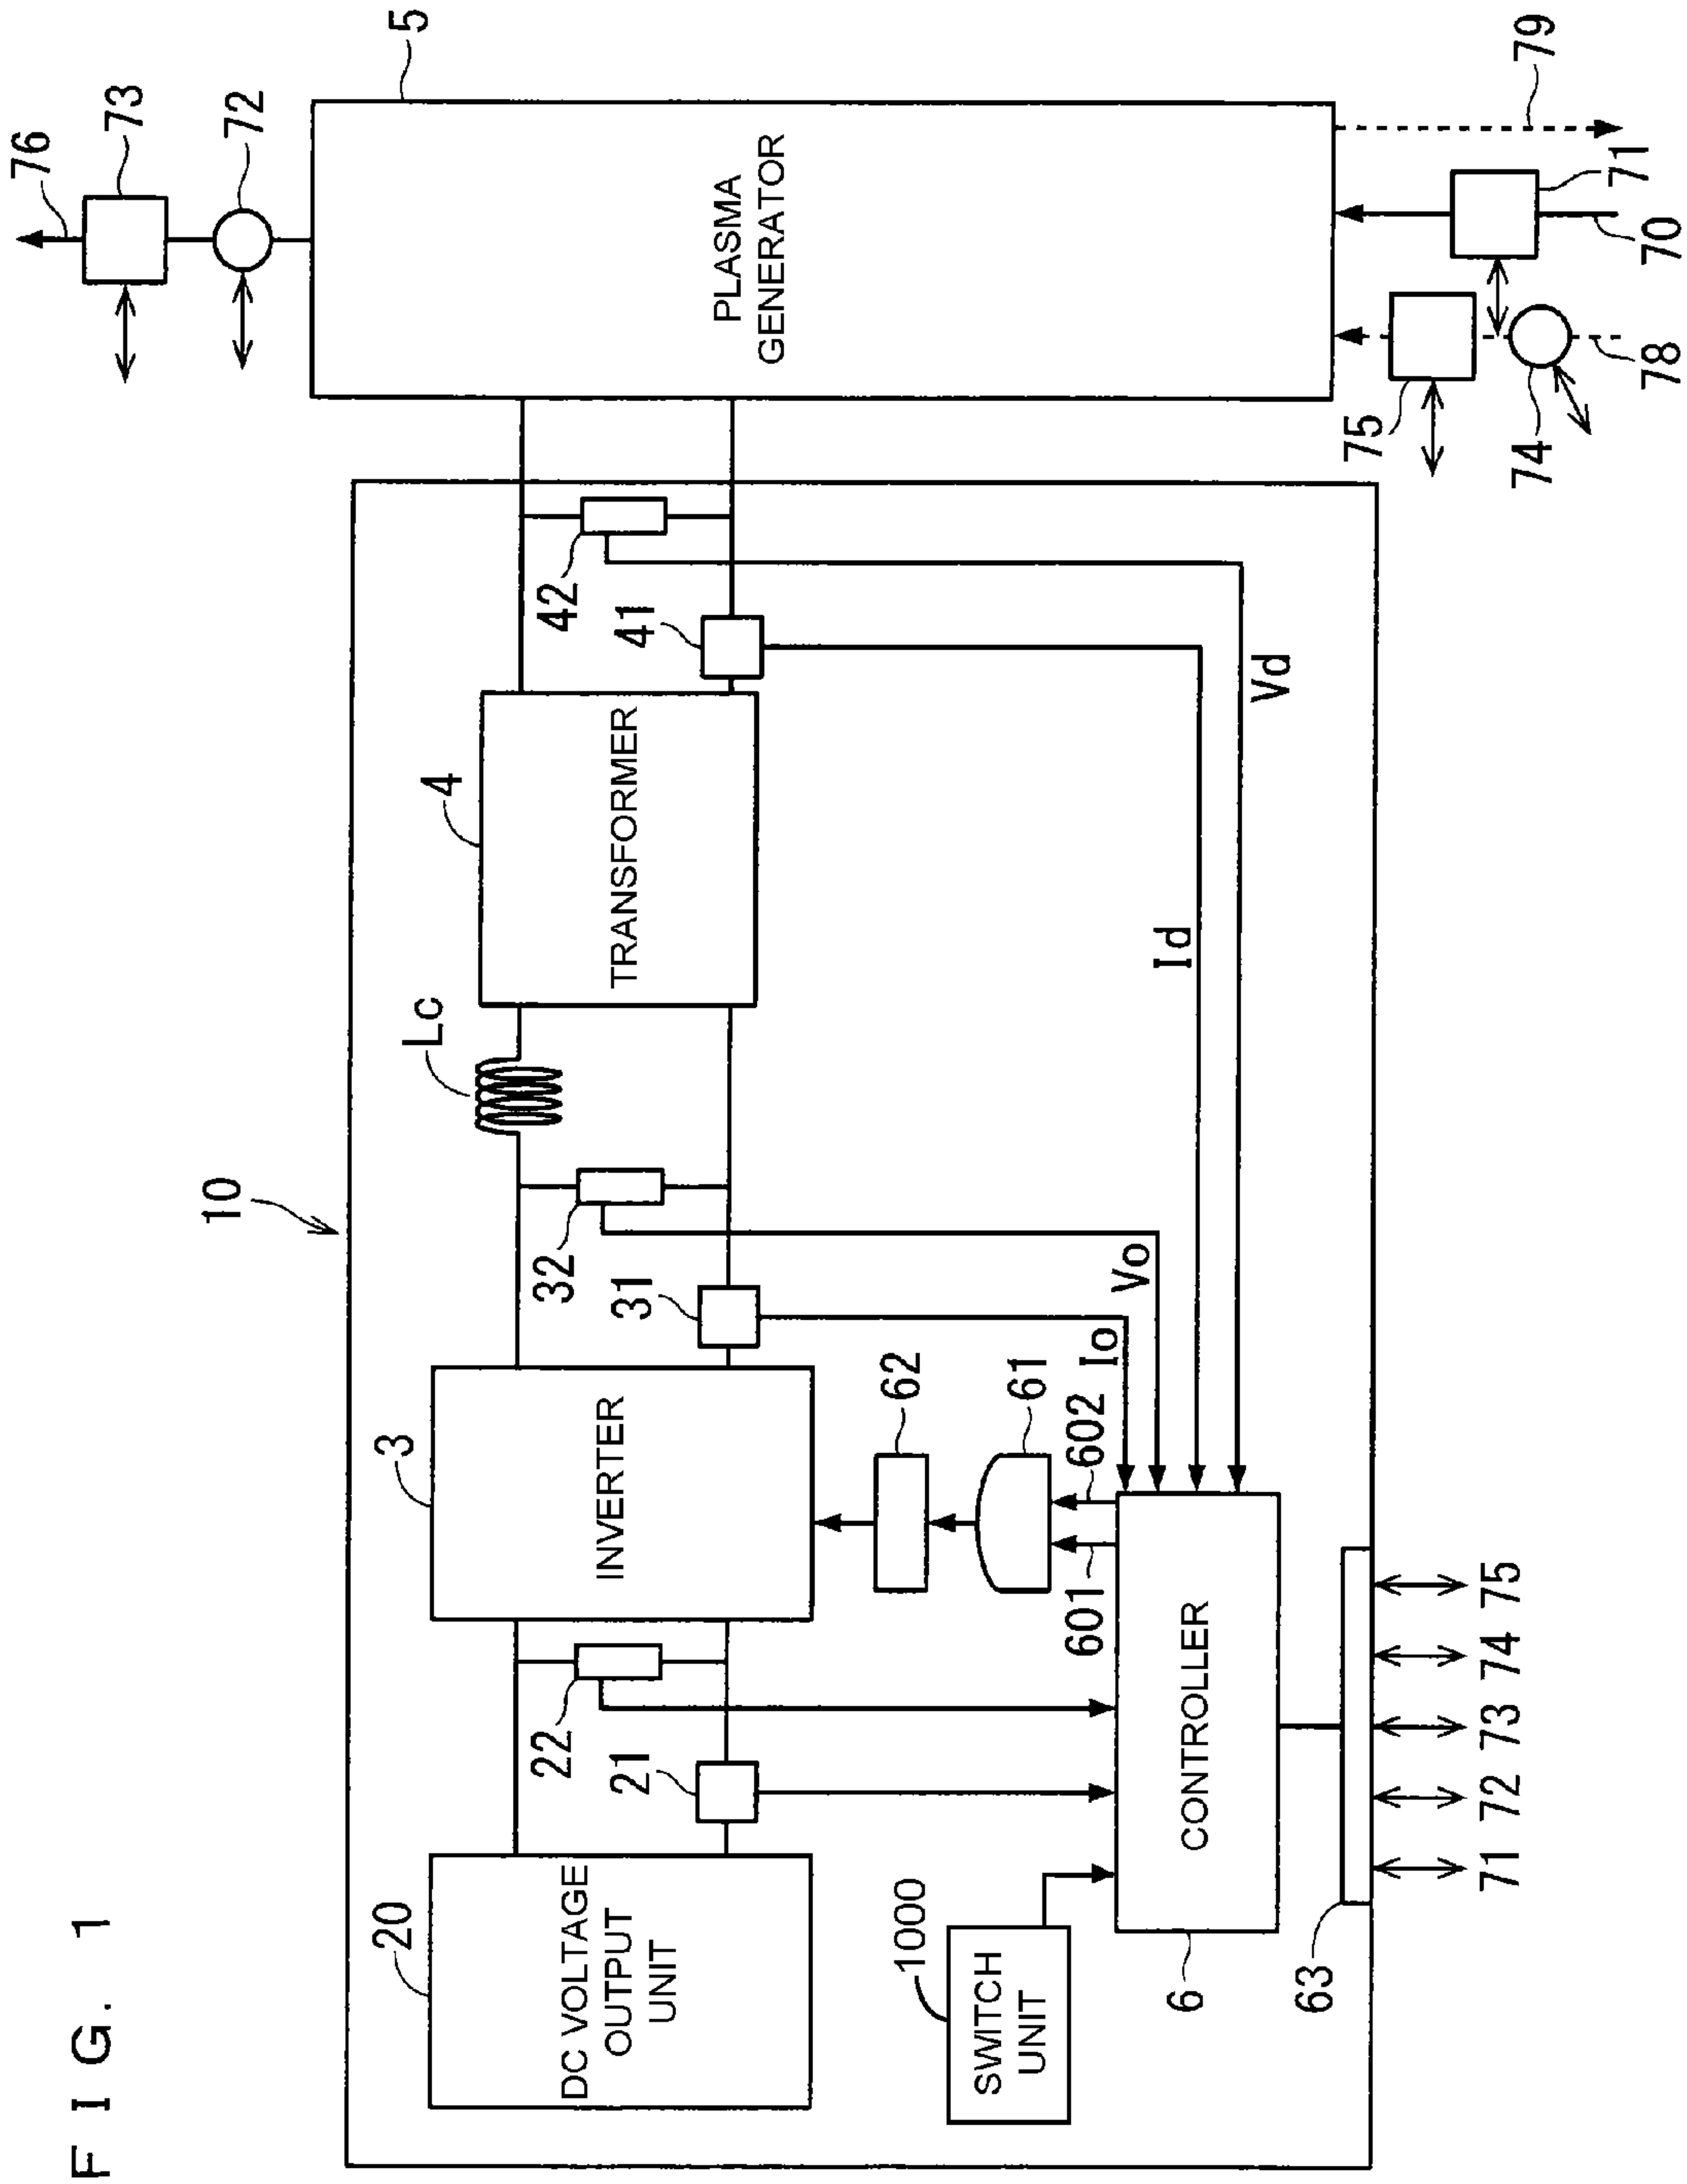 FIG. 1
10
20
DC VOLTAGE
OUTPUT
UNIT
21
22
3
INVERTER
31
32
Lc
4
TRANSFORMER
41
42
5
PLASMA
GENERATOR
76
73
72
79
71
70
75
74
78
62
61
601
602
Io
Vo
Id
Vd
1000
SWITCH
UNIT
6
CONTROLLER
63
71 72 73 74 75